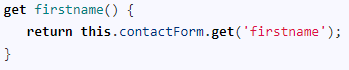 get firstname() {
   return this.contactForm.get('firstname');
}